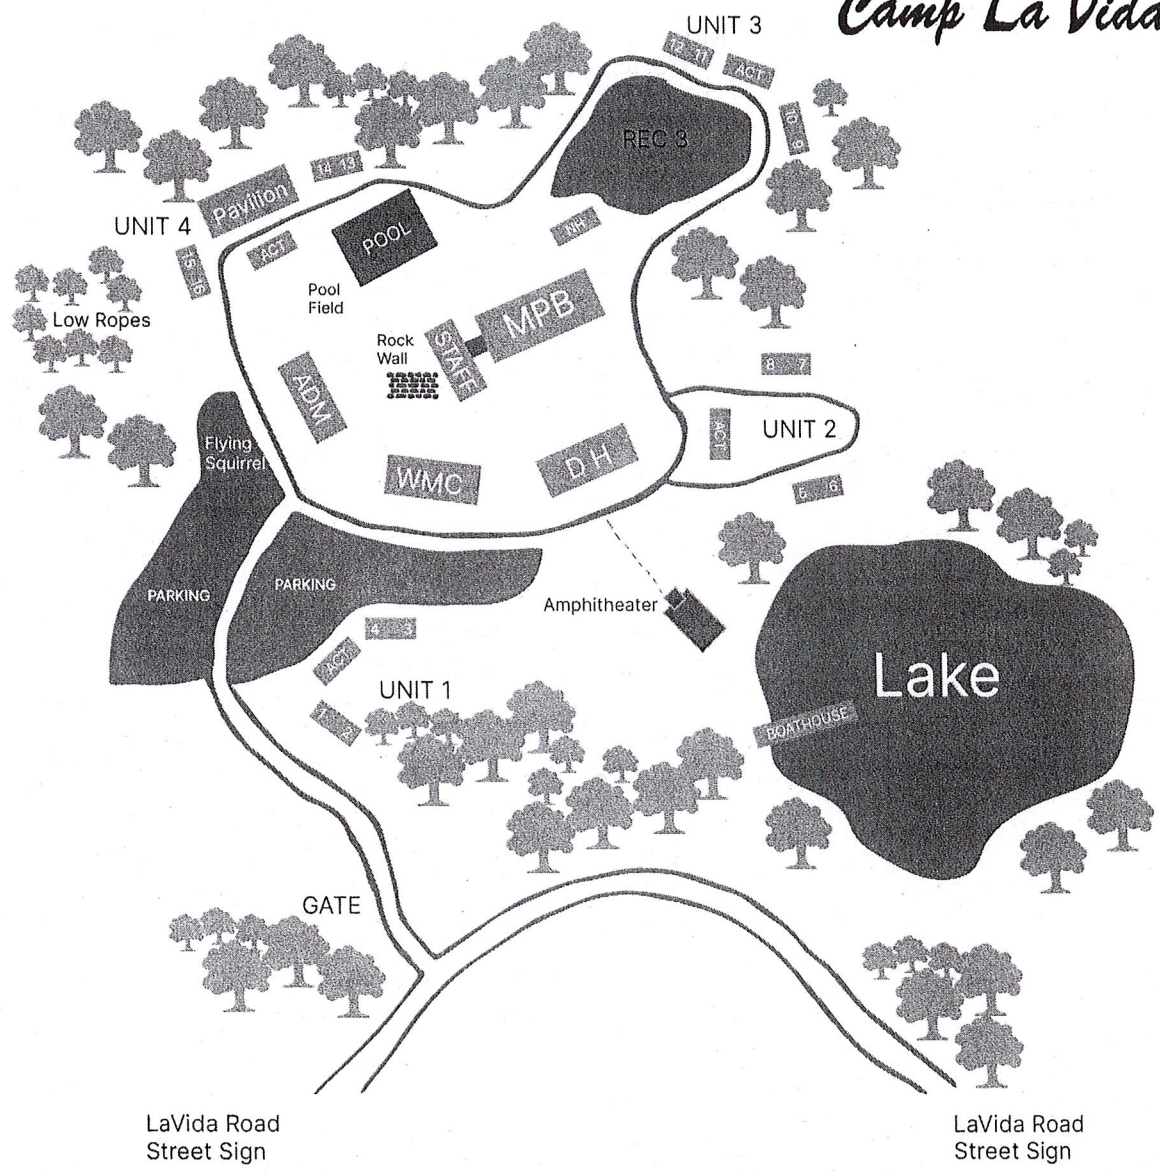 Camp La Vida
UNIT 3
12 11
ACT
REC 3
10 9
14 13
Pavilion
UNIT 4
ACT
POOL
NH
15 16
Pool
Field
Low Ropes
MPB
STAFF
Rock
Wall
ADM
8 7
ACT
UNIT 2
Flying
Squirrel
WMC
D H
5 6
PARKING
PARKING
Amphitheater
4 3
ACT
UNIT 1
1 2
Lake
BOATHOUSE
GATE
LaVida Road
Street Sign
LaVida Road
Street Sign